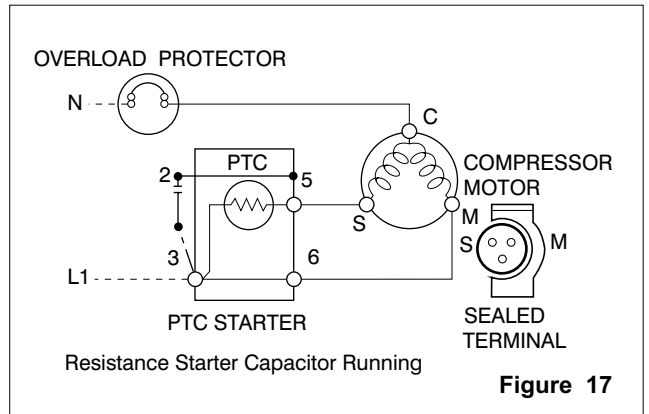 OVERLOAD PROTECTOR
N
C
PTC
2
5
COMPRESSOR
MOTOR
S
M
S
M
3
6
L1
SEALED
TERMINAL
PTC STARTER
Resistance Starter Capacitor Running
Figure 17